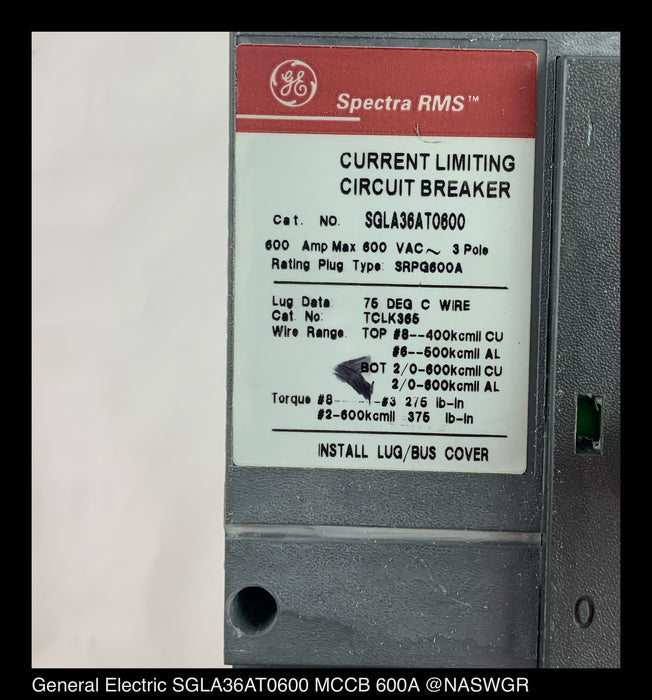 GE
Spectra RMS™
CURRENT LIMITING
CIRCUIT BREAKER
Cat. NO. SGLA36AT0600
600 Amp Max 600 VAC~ 3 Pole
Rating Plug Type: SRPG600A
Lug Data: 75 DEG C WIRE
Cat. No: TCLK365
Wire Range: TOP #8--400kcmil CU
#6--500kcmil AL
BOT 2/0-600kcmil CU
2/0-600kcmil AL
Torque #8-----#3 275 lb-in
#2-600kcmil 375 lb-in
INSTALL LUG/BUS COVER
O
General Electric SGLA36AT0600 MCCB 600A @NASWGR